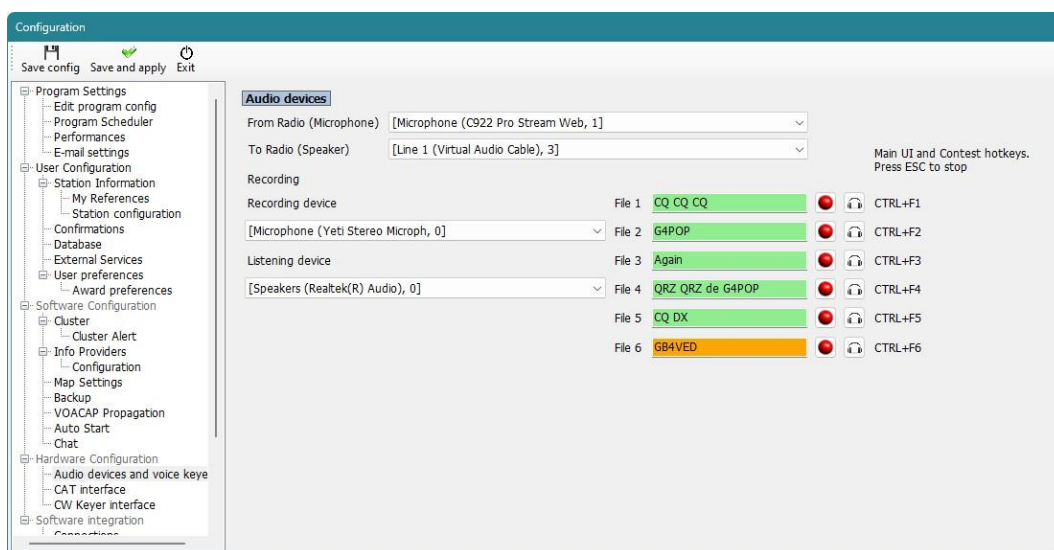 Configuration
Save config Save and apply Exit
Program Settings
Edit program config
Program Scheduler
Performances
E-mail settings
User Configuration
Station Information
My References
Station configuration
Confirmations
Database
External Services
User preferences
Award preferences
Software Configuration
Cluster
Cluster Alert
Info Providers
Configuration
Map Settings
Backup
VOACAP Propagation
Auto Start
Chat
Hardware Configuration
Audio devices and voice keye
CAT interface
CW Keyer interface
Software integration
Connections
Audio devices
From Radio (Microphone) [Microphone (C922 Pro Stream Web, 1]
To Radio (Speaker) [Line 1 (Virtual Audio Cable), 3]
Main UI and Contest hotkeys.
Press ESC to stop
Recording
Recording device
[Microphone (Yeti Stereo Microph, 0]
Listening device
[Speakers (Realtek(R) Audio), 0]
File 1 CQ CQ CQ CTRL+F1
File 2 G4POP CTRL+F2
File 3 Again CTRL+F3
File 4 QRZ QRZ de G4POP CTRL+F4
File 5 CQ DX CTRL+F5
File 6 GB4VED CTRL+F6